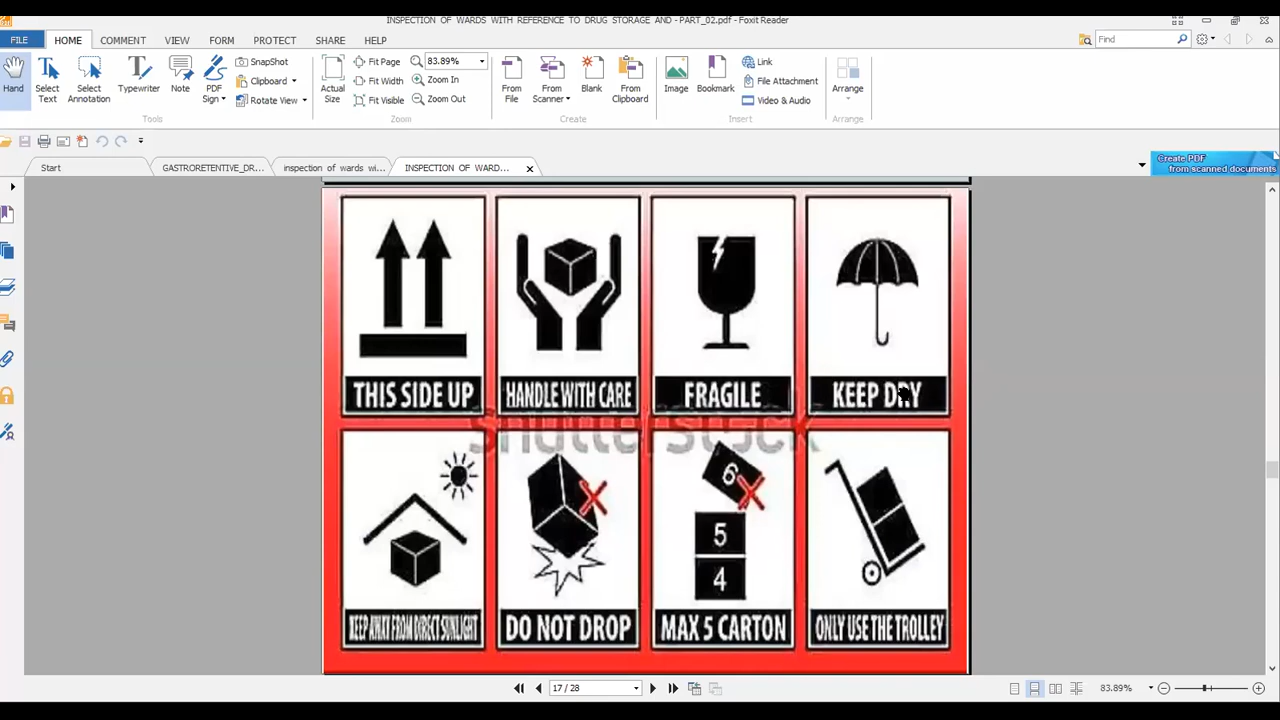 INSPECTION OF WARDS WITH REFERENCE TO DRUG STORAGE AND - PART_02.pdf - Foxit Reader
FILE HOME COMMENT VIEW FORM PROTECT SHARE HELP
Find
Hand
Select Text
Select Annotation
Typewriter
Note
PDF Sign
SnapShot
Clipboard
Rotate View
Tools
Actual Size
Fit Page
Fit Width
Fit Visible
83.89%
Zoom In
Zoom Out
Zoom
From File
From Scanner
Blank
From Clipboard
Create
Image
Bookmark
Link
File Attachment
Video & Audio
Insert
Arrange
Arrange
Start
GASTRORETENTIVE_DR...
inspection of wards wi...
INSPECTION OF WARD...
Create PDF
from scanned documents
THIS SIDE UP
HANDLE WITH CARE
FRAGILE
KEEP DRY
shutterstock
6
5
4
KEEP AWAY FROM DIRECT SUNLIGHT
DO NOT DROP
MAX 5 CARTON
ONLY USE THE TROLLEY
17 / 28
83.89%